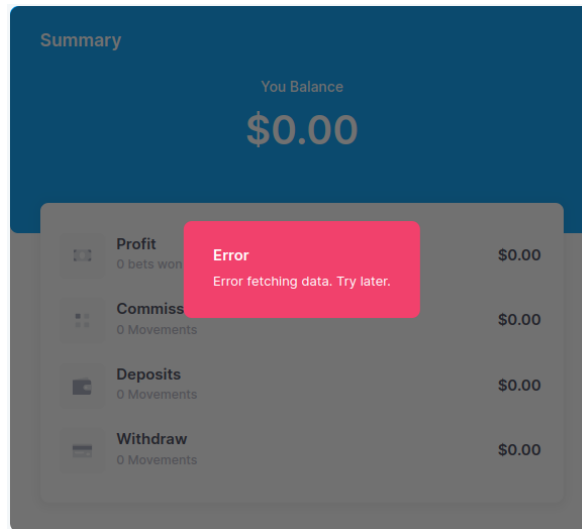 Summary
You Balance
$0.00
Profit
$0.00
0 bets won
Error
Error fetching data. Try later.
Commiss
$0.00
0 Movements
Deposits
$0.00
0 Movements
Withdraw
$0.00
0 Movements